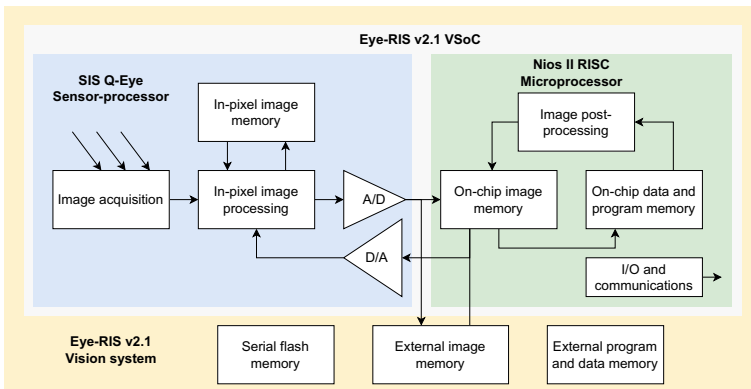 Eye-RIS v2.1 VSoC
SIS Q-Eye
Sensor-processor
Nios II RISC
Microprocessor
In-pixel image
memory
Image post-
processing
Image acquisition
In-pixel image
processing
A/D
On-chip image
memory
On-chip data and
program memory
D/A
I/O and
communications
Eye-RIS v2.1
Vision system
Serial flash
memory
External image
memory
External program
and data memory